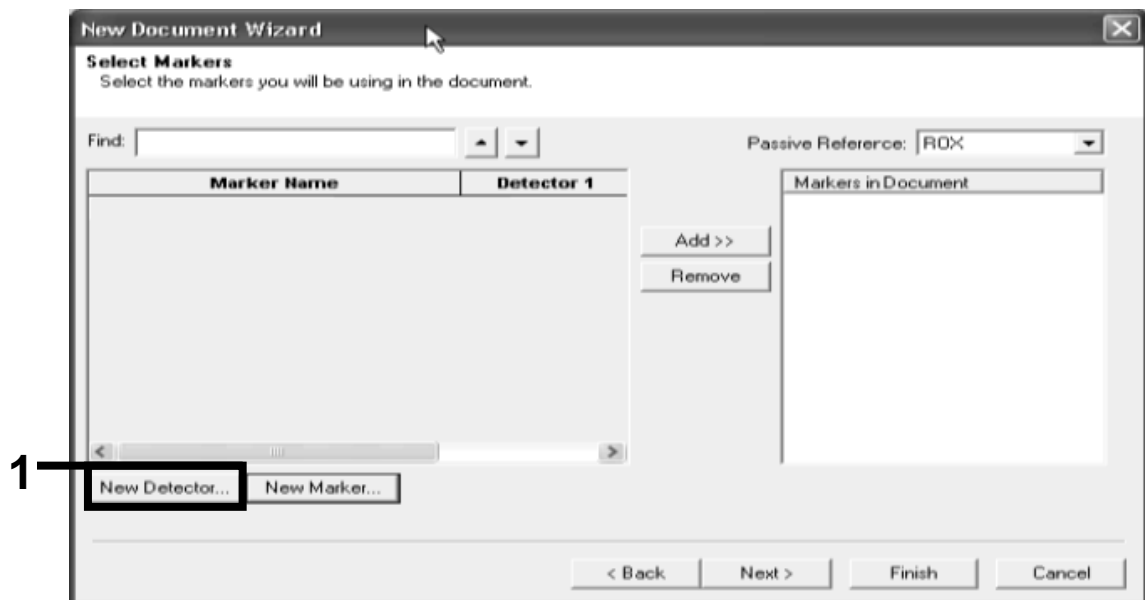 New Document Wizard
Select Markers
Select the markers you will be using in the document.
Find:
Passive Reference: ROX
Marker Name Detector 1
Markers in Document
Add >>
Remove
1
New Detector... New Marker...
< Back Next > Finish Cancel